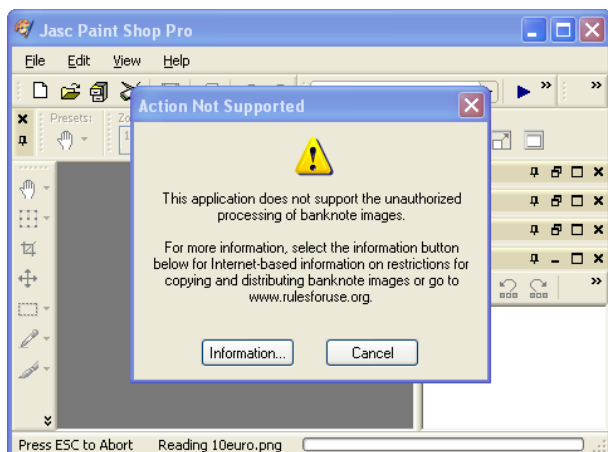 Jasc Paint Shop Pro
File Edit View Help
Action Not Supported
Presets:
This application does not support the unauthorized
processing of banknote images.
For more information, select the information button
below for Internet-based information on restrictions for
copying and distributing banknote images or go to
www.rulesforuse.org.
Information... Cancel
Press ESC to Abort Reading 10euro.png